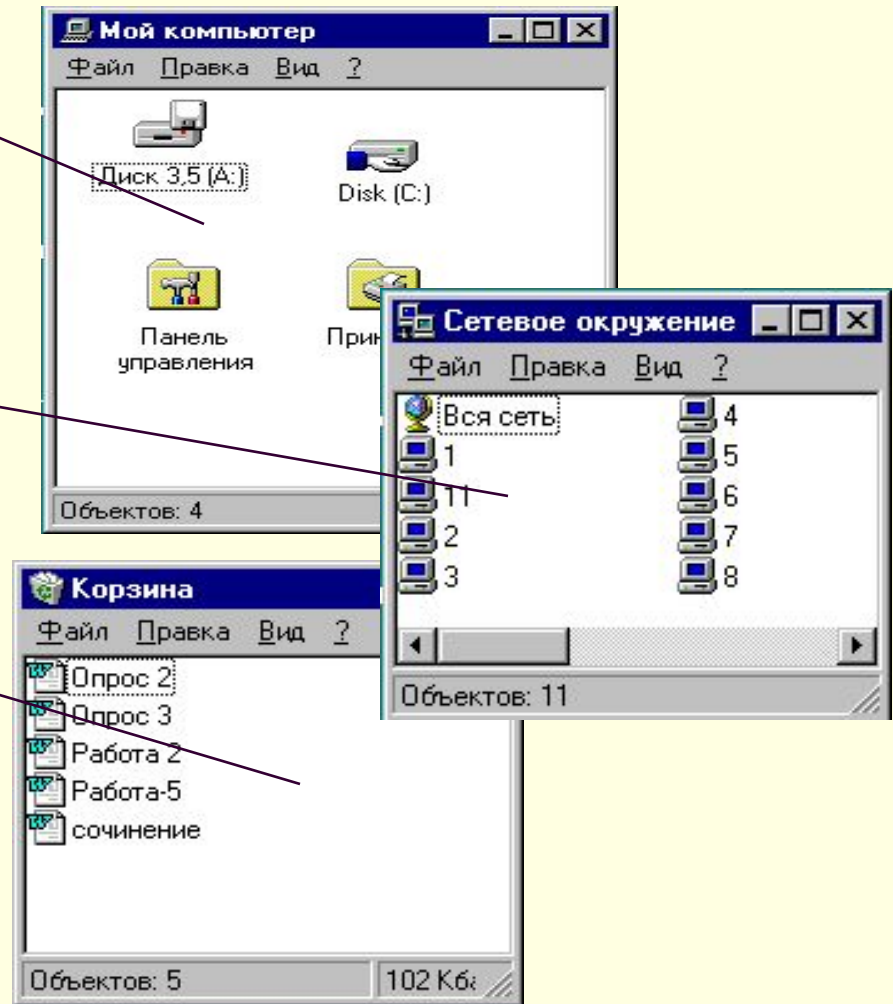 Мой компьютер
Файл Правка Вид ?
Диск 3,5 (A:)
Disk (C:)
Панель
управления
Объектов: 4
Сетевое окружение
Файл Правка Вид ?
Вся сеть
1
11
2
3
4
5
6
7
8
Объектов: 11
Корзина
Файл Правка Вид ?
Опрос 2
Опрос 3
Работа 2
Работа-5
сочинение
Объектов: 5
102 Кб